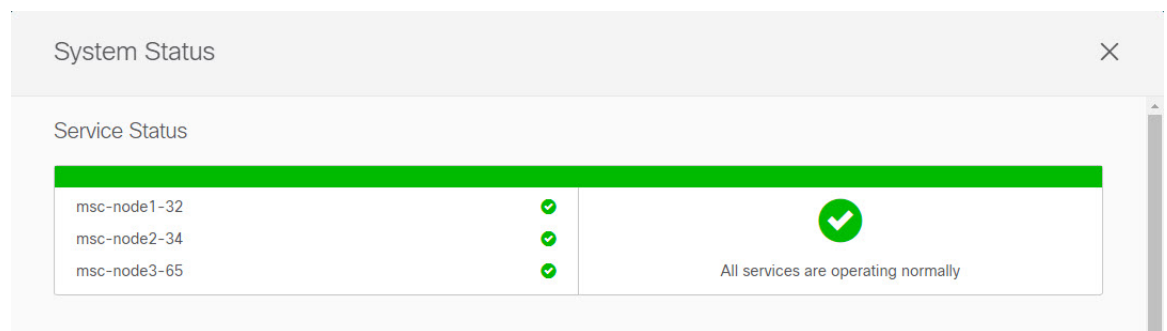 System Status
Service Status
msc-node1-32
msc-node2-34
msc-node3-65
All services are operating normally